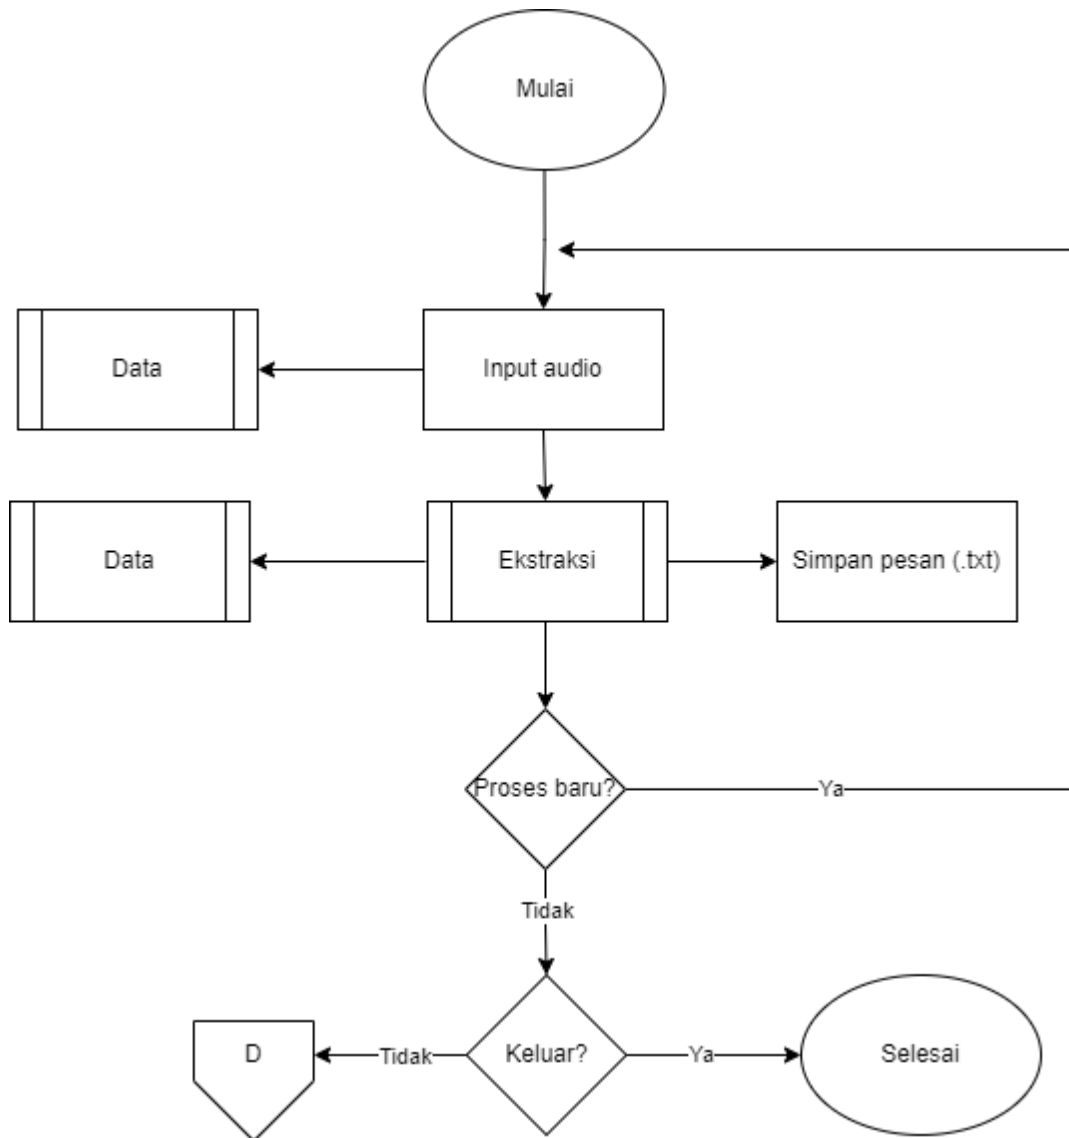 Mulai
Data
Input audio
Data
Ekstraksi
Simpan pesan (.txt)
Proses baru?
Ya
Tidak
D
Tidak
Keluar?
Ya
Selesai